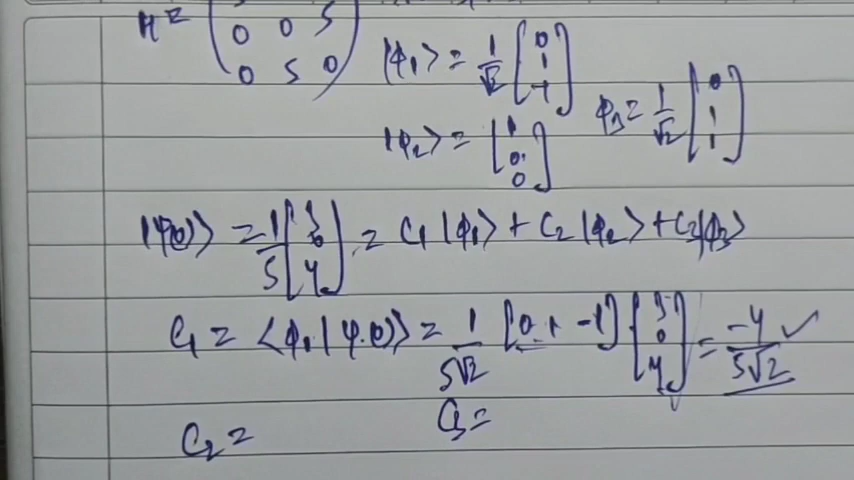 H = (0 0 5
0 5 0)
|φ₁> = 1/√2 [0 1 -1]
|φ₂> = [1 0 0] φ₃ = 1/√2 [0 1 1]
|ψ(0)> = 1/5 [3 0 4] = C₁ |φ₁> + C₂ |φ₂> + C₂|φ₃>
C₁ = <φ₁|ψ(0)> = 1/5√2 [0 1 -1] [3 0 4] = -4/5√2 ✓
C₂ = C₃ =